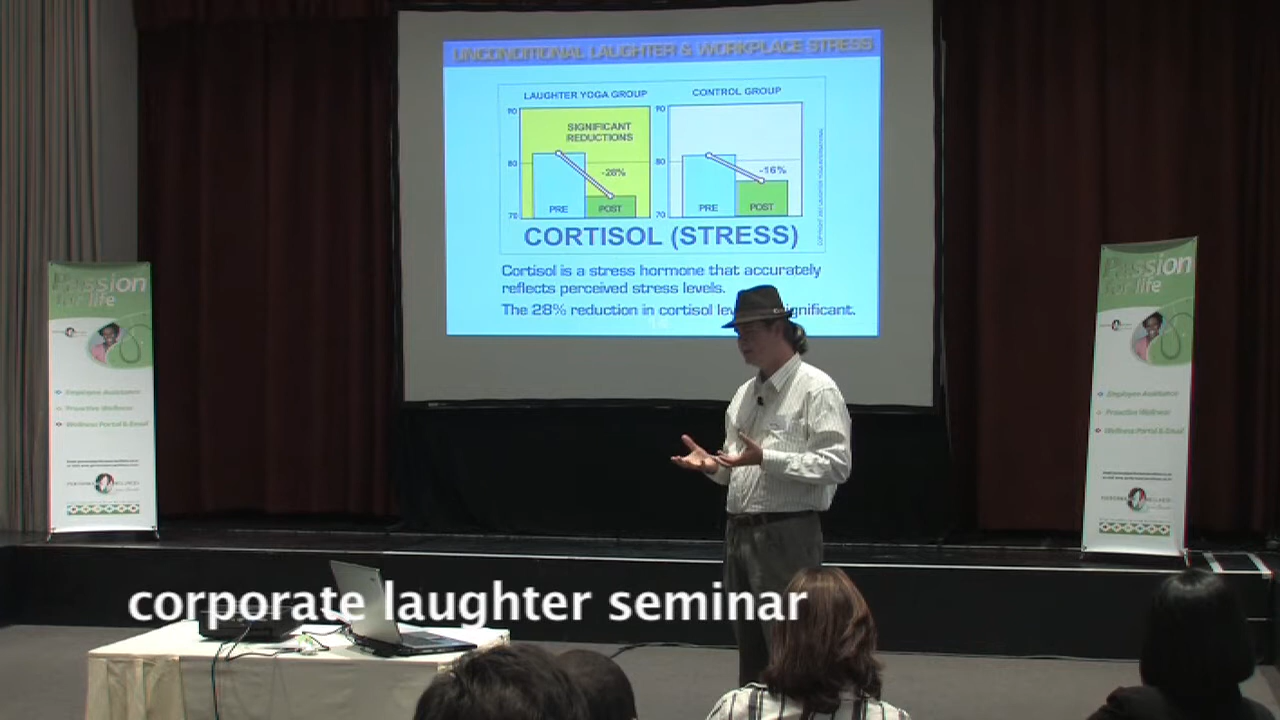 UNCONDITIONAL LAUGHTER & WORKPLACE STRESS
LAUGHTER YOGA GROUP
CONTROL GROUP
90
80
70
SIGNIFICANT
REDUCTIONS
-28%
PRE
POST
90
80
70
-16%
PRE
POST
CORTISOL (STRESS)
Cortisol is a stress hormone that accurately
reflects perceived stress levels.
The 28% reduction in cortisol
Passion
for life
Employee Assistance
Proactive Wellness
Wellness Portal & Email
Passion
for life
Employee Assistance
Proactive Wellness
Wellness Portal & Email
corporate laughter seminar